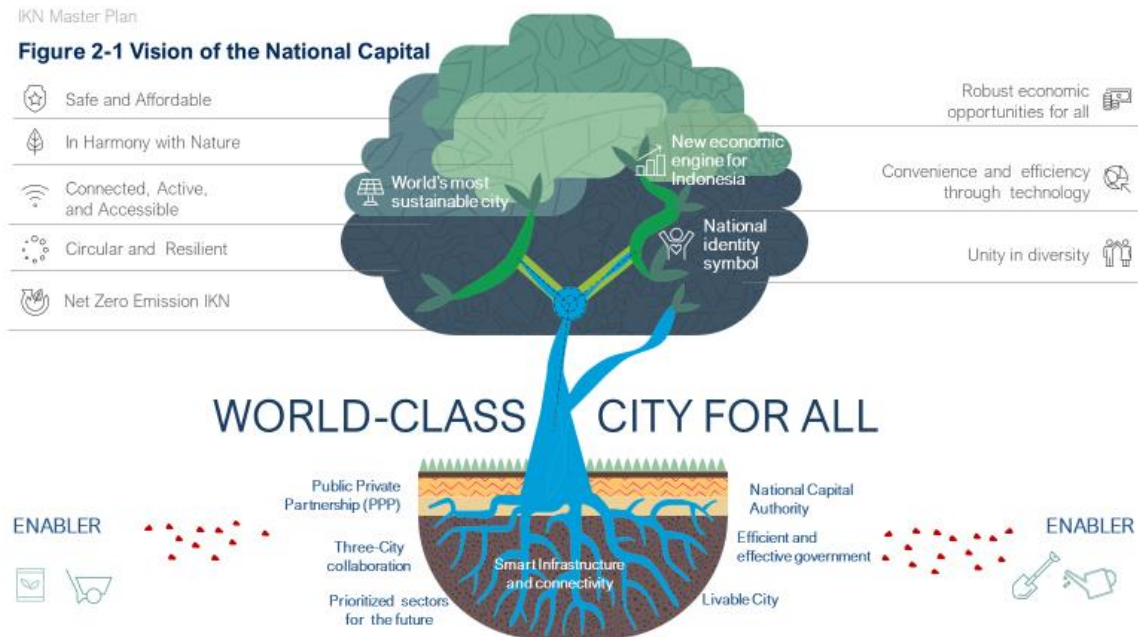 IKN Master Plan
Figure 2-1 Vision of the National Capital
Safe and Affordable
In Harmony with Nature
Connected, Active,
and Accessible
Circular and Resilient
Net Zero Emission IKN
World's most
sustainable city
New economic
engine for
Indonesia
National
identity
symbol
Robust economic
opportunities for all
Convenience and efficiency
through technology
Unity in diversity
WORLD-CLASS CITY FOR ALL
ENABLER
Public Private
Partnership (PPP)
Three-City
collaboration
Prioritized sectors
for the future
Smart Infrastructure
and connectivity
National Capital
Authority
Efficient and
effective government
Livable City
ENABLER